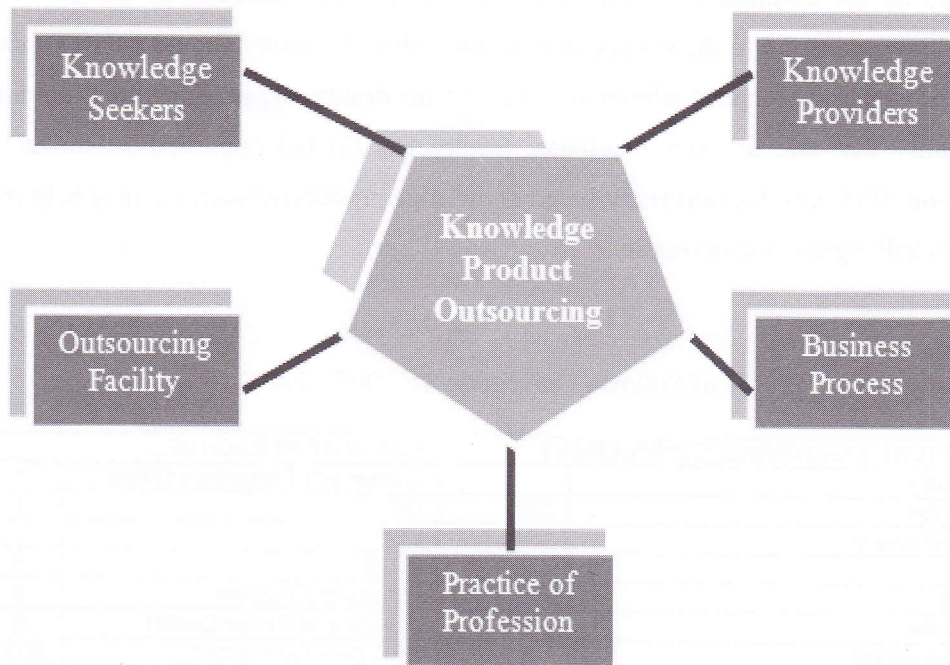 Knowledge
Seekers
Knowledge
Providers
Knowledge
Product
Outsourcing
Outsourcing
Facility
Business
Process
Practice of
Profession